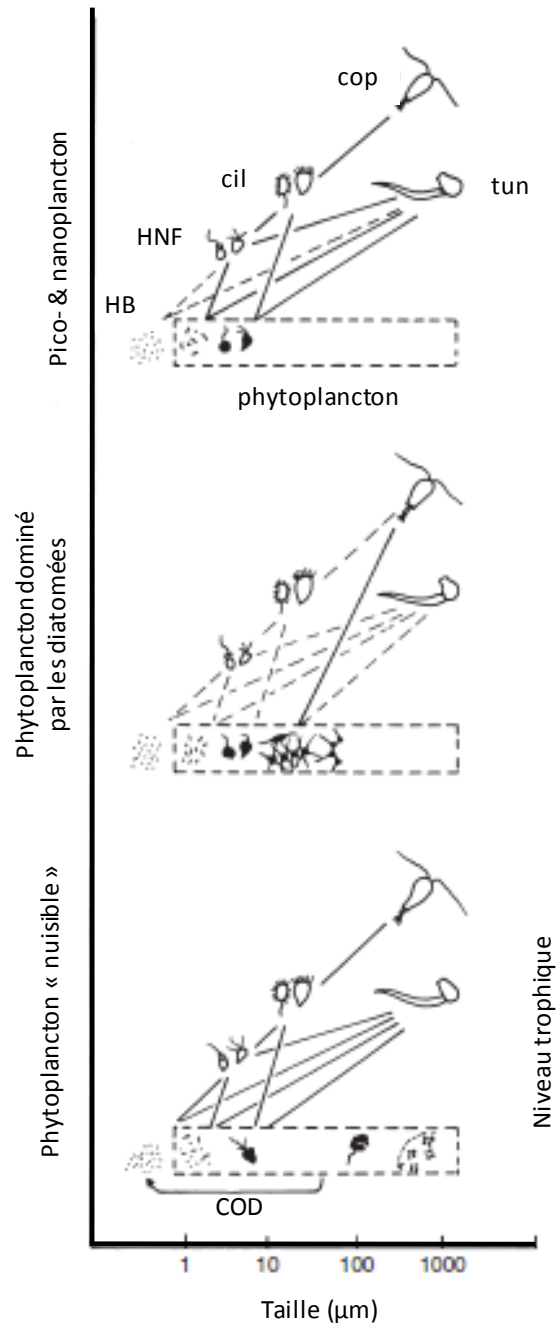 cop
cil
tun
HNF
HB
Pico- & nanoplancton
phytoplancton
Phytoplancton dominé
par les diatomées
Phytoplancton « nuisible »
Niveau trophique
COD
1 10 100 1000
Taille (µm)